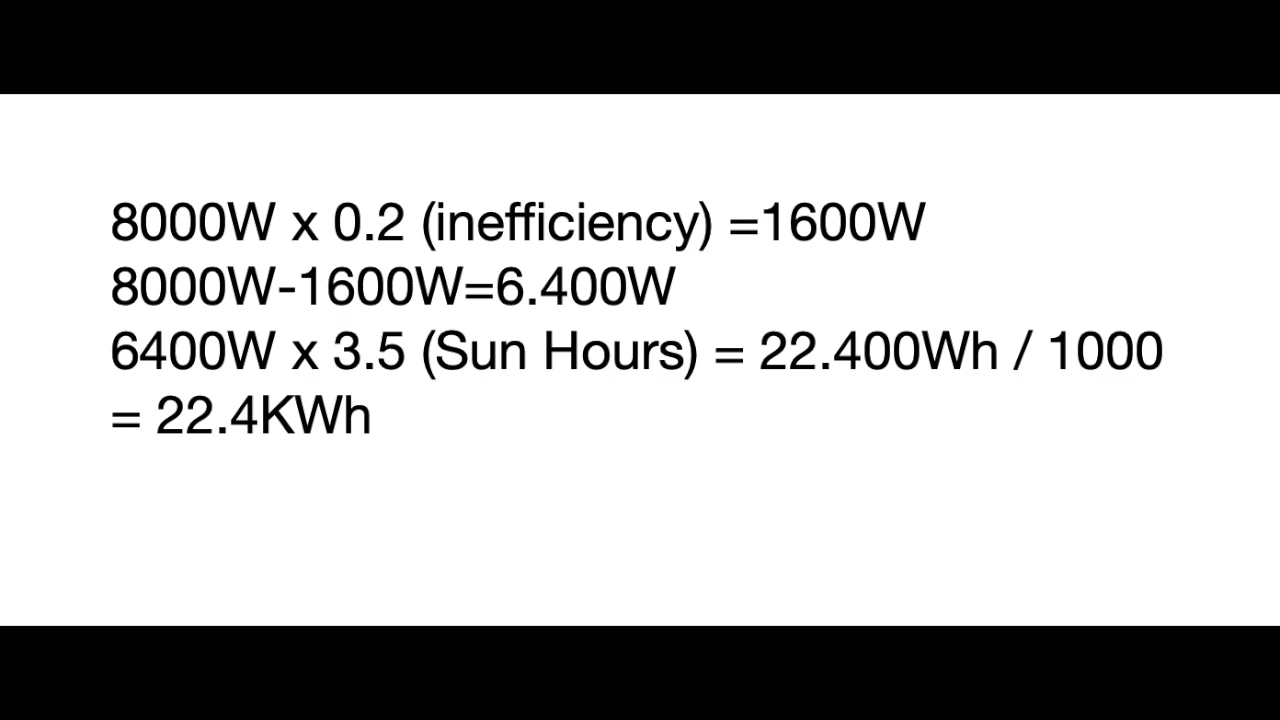 8000W x 0.2 (inefficiency) =1600W
8000W-1600W=6.400W
6400W x 3.5 (Sun Hours) = 22.400Wh / 1000
= 22.4KWh